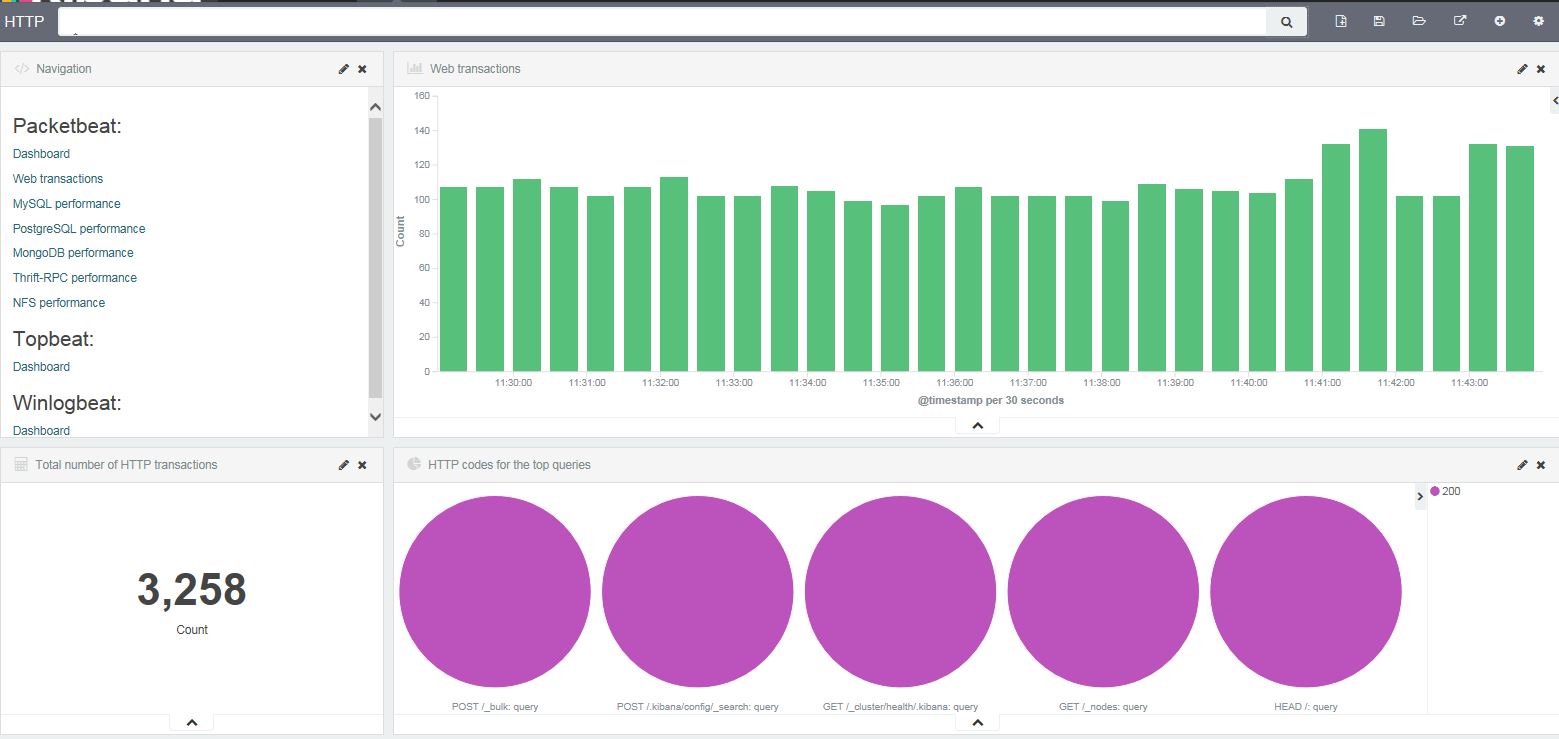 HTTP
Navigation
Packetbeat:
Dashboard
Web transactions
MySQL performance
PostgreSQL performance
MongoDB performance
Thrift-RPC performance
NFS performance
Topbeat:
Dashboard
Winlogbeat:
Dashboard
Web transactions
160
140
120
100
80
60
40
20
0
Count
11:30:00 11:31:00 11:32:00 11:33:00 11:34:00 11:35:00 11:36:00 11:37:00 11:38:00 11:39:00 11:40:00 11:41:00 11:42:00 11:43:00
@timestamp per 30 seconds
Total number of HTTP transactions
3,258
Count
HTTP codes for the top queries
200
POST /_bulk: query
POST /.kibana/config/_search: query
GET /_cluster/health/.kibana: query
GET /_nodes: query
HEAD /: query